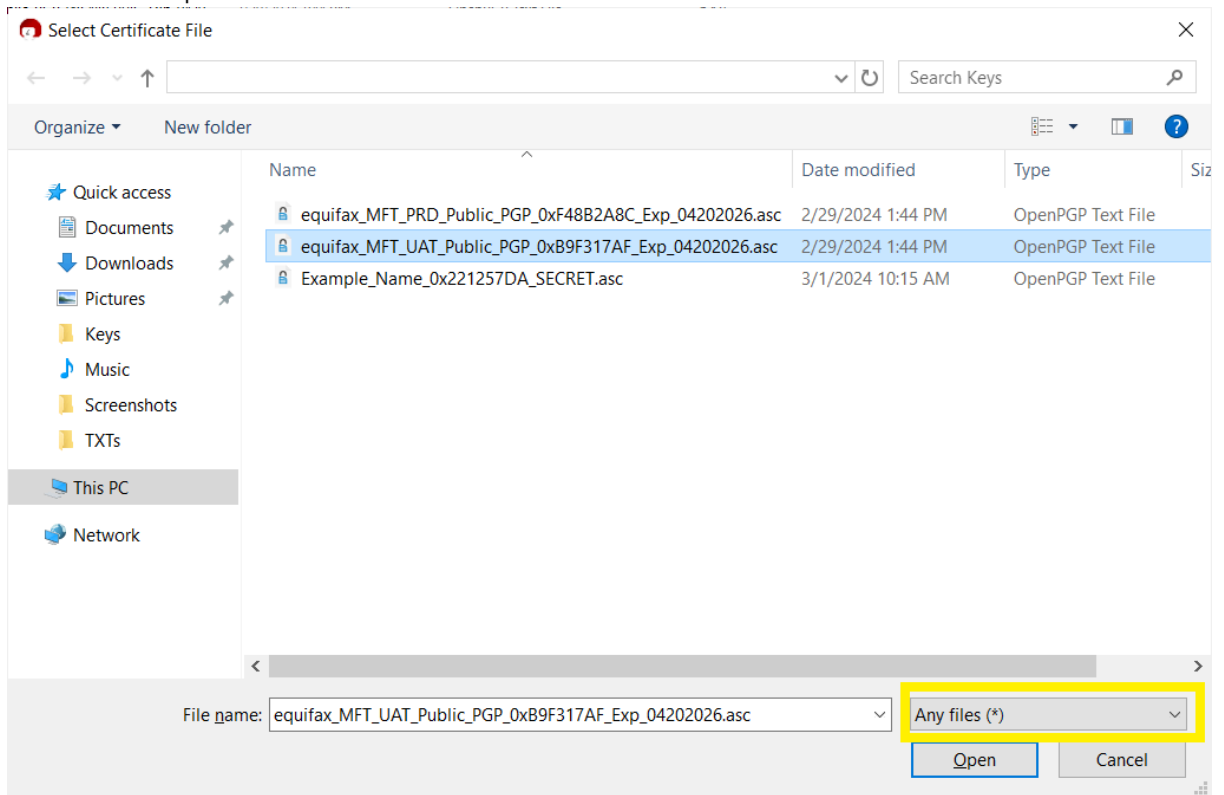 Select Certificate File
Search Keys
Organize New folder
Name Date modified Type Siz
Quick access
Documents
Downloads
Pictures
Keys
Music
Screenshots
TXTs
This PC
Network
equifax_MFT_PRD_Public_PGP_0xF48B2A8C_Exp_04202026.asc 2/29/2024 1:44 PM OpenPGP Text File
equifax_MFT_UAT_Public_PGP_0xB9F317AF_Exp_04202026.asc 2/29/2024 1:44 PM OpenPGP Text File
Example_Name_0x221257DA_SECRET.asc 3/1/2024 10:15 AM OpenPGP Text File
File name: equifax_MFT_UAT_Public_PGP_0xB9F317AF_Exp_04202026.asc Any files (*)
Open Cancel